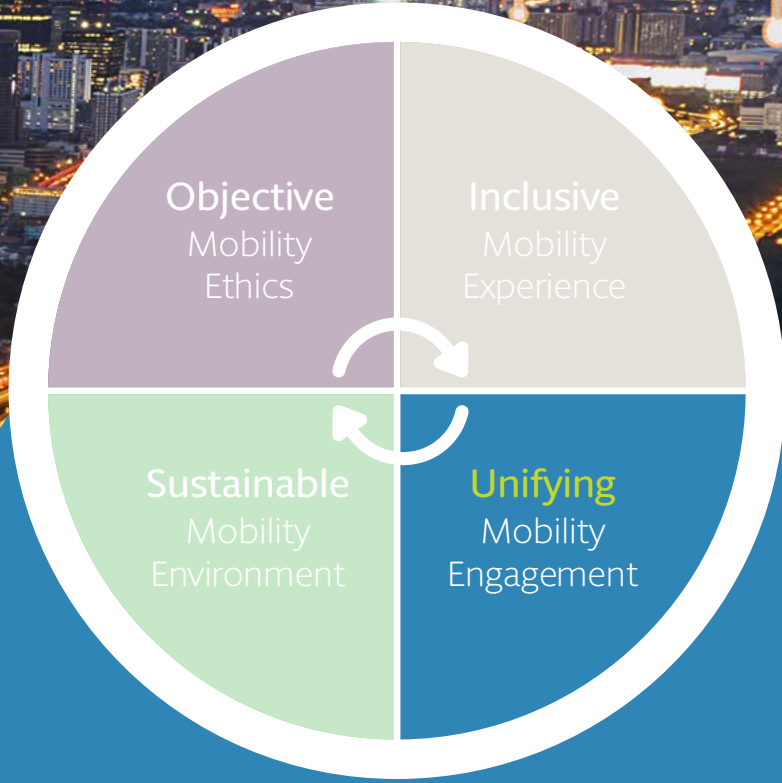 Objective
Mobility
Ethics
Inclusive
Mobility
Experience
Sustainable
Mobility
Environment
Unifying
Mobility
Engagement